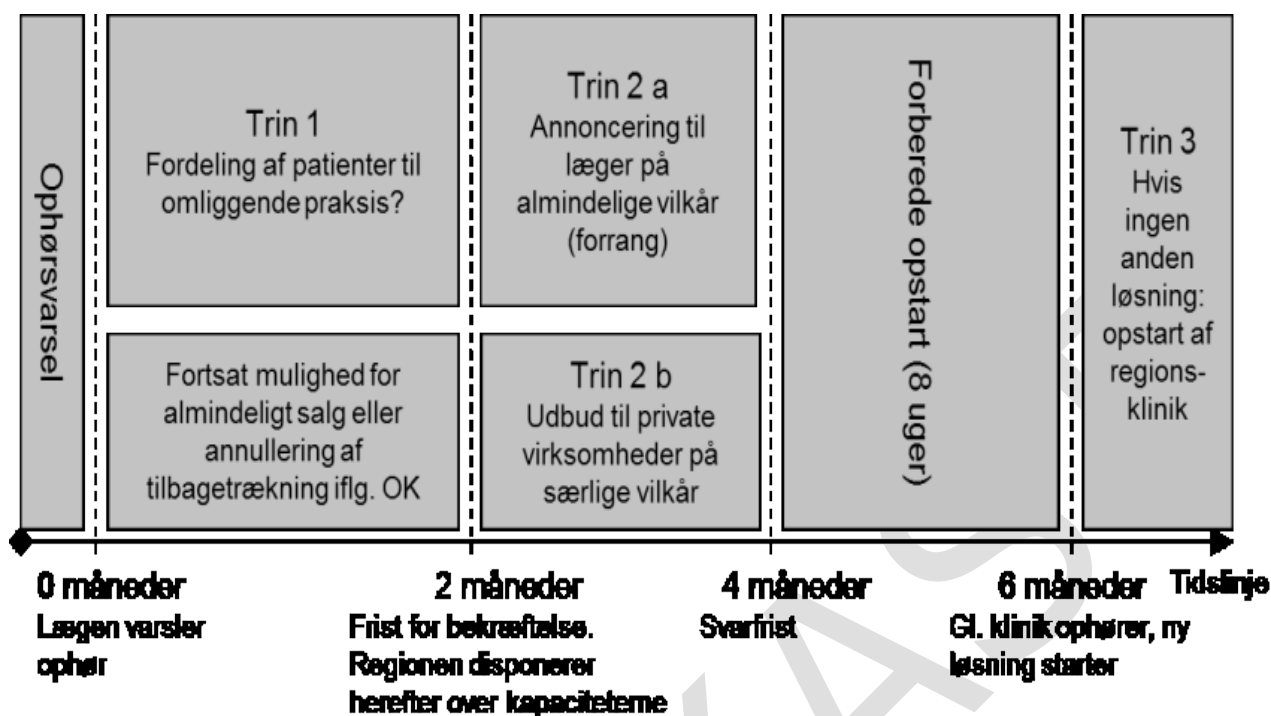 Ophørsvarsel
Trin 1
Fordeling af patienter til
omliggende praksis?
Fortsat mulighed for
almindeligt salg eller
annullering af
tilbagetrækning iflg. OK
Trin 2 a
Annoncering til
læger på
almindelige vilkår
(forrang)
Trin 2 b
Udbud til private
virksomheder på
særlige vilkår
Forberede opstart (8 uger)
Trin 3
Hvis
ingen
anden
løsning:
opstart af
regions-
klinik
0 måneder
Lægen varsler
ophør
2 måneder
Frist for bekræftelse.
Regionen disponerer
herefter over kapaciteterne
4 måneder
Svarfrist
6 måneder
Gl. klinik ophører, ny
løsning starter
Tidslinje